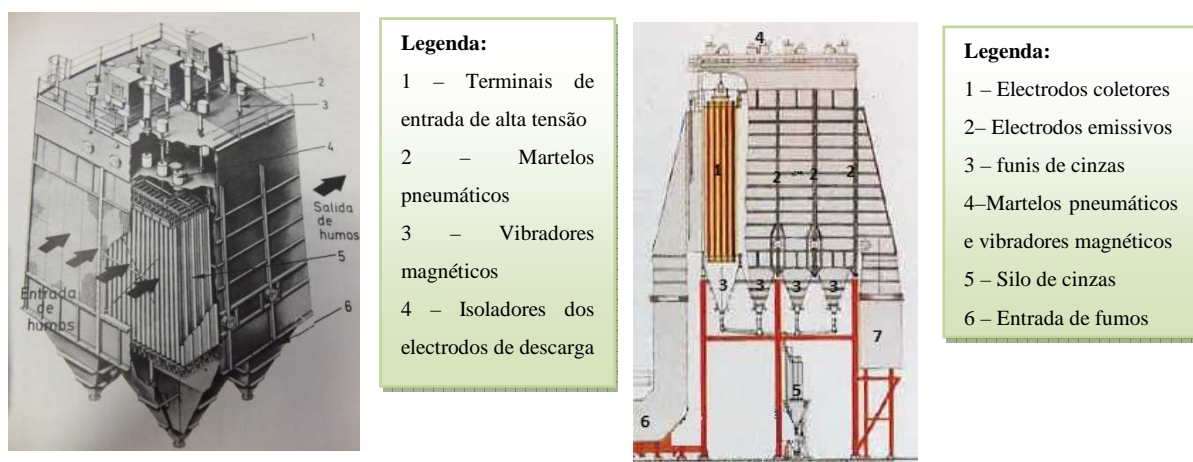 1
2
3
4
Salida
de
humos
5
Entrada
de
humos
6
Legenda:
1 – Terminais de
entrada de alta tensão
2 – Martelos
pneumáticos
3 – Vibradores
magnéticos
4 – Isoladores dos
electrodos de descarga
4
1
2 2 2
3 3 3 3
7
5
6
Legenda:
1 – Electrodos coletores
2– Electrodos emissivos
3 – funis de cinzas
4–Martelos pneumáticos
e vibradores magnéticos
5 – Silo de cinzas
6 – Entrada de fumos